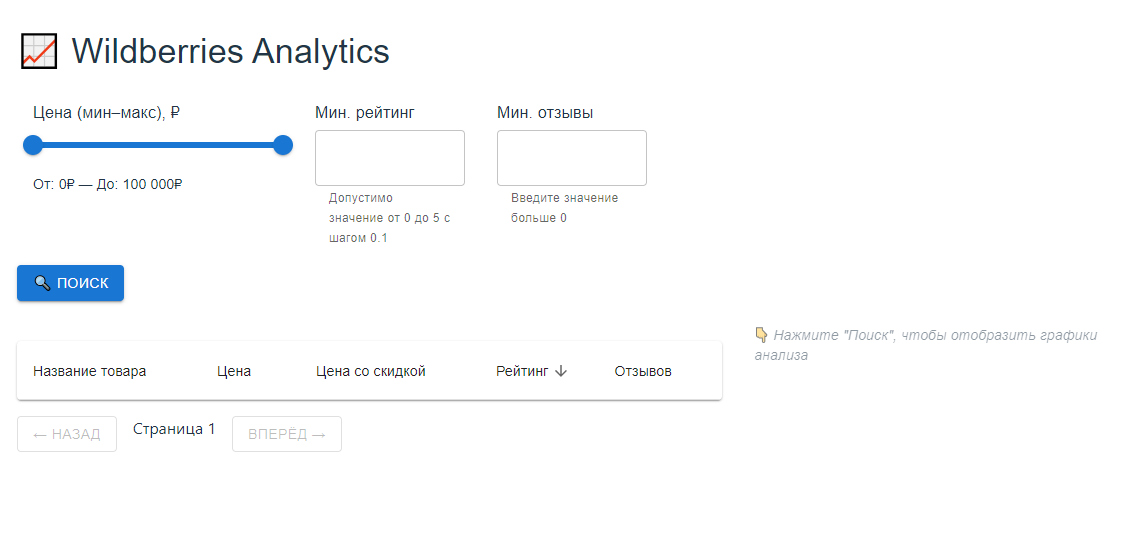 Wildberries Analytics
Цена (мин–макс), ₽
Мин. рейтинг
Мин. отзывы
От: 0₽ — До: 100 000₽
Допустимо
значение от 0 до 5 с
шагом 0.1
Введите значение
больше 0
ПОИСК
Нажмите "Поиск", чтобы отобразить графики
анализа
Название товара Цена Цена со скидкой Рейтинг ↓ Отзывов
← НАЗАД Страница 1 ВПЕРЁД →